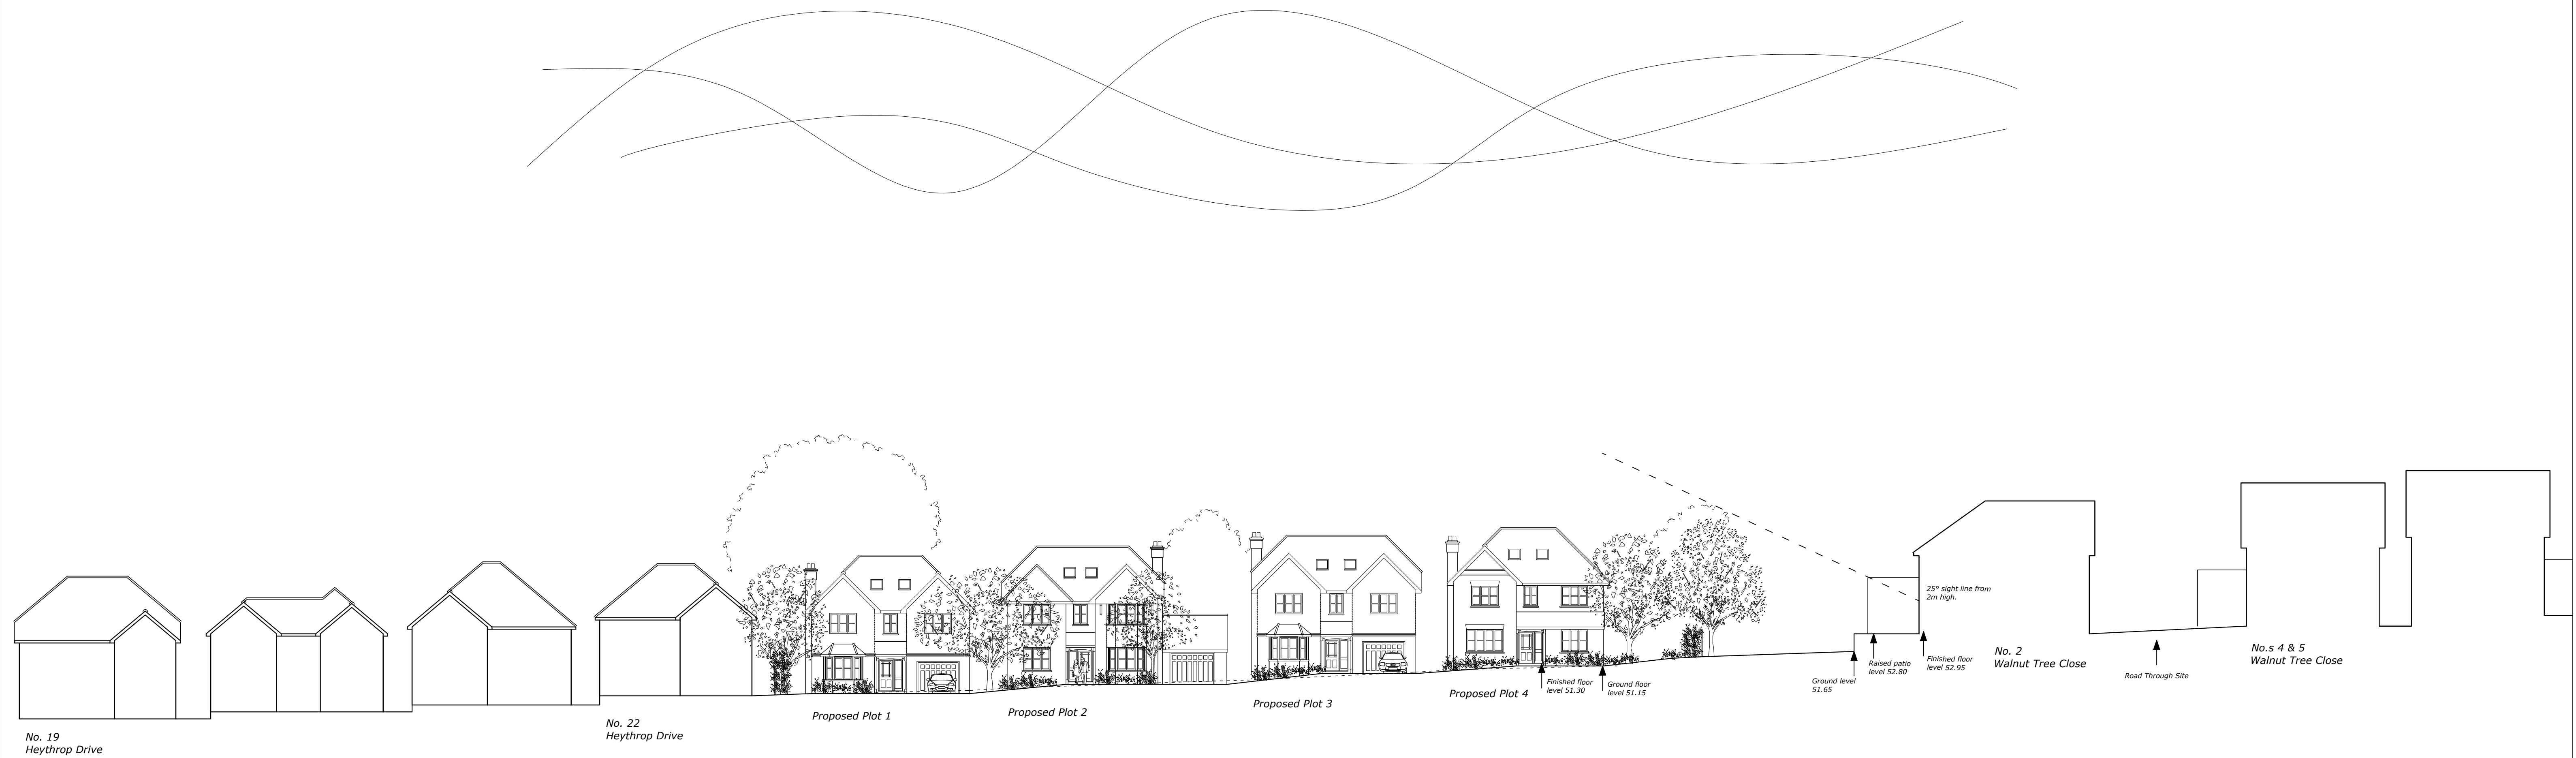 No. 19
Heythrop Drive
No. 22
Heythrop Drive
Proposed Plot 1
Proposed Plot 2
Proposed Plot 3
Proposed Plot 4
Finished floor
level 51.30
Ground floor
level 51.15
Ground level
51.65
Raised patio
level 52.80
Finished floor
level 52.95
25° sight line from
2m high.
No. 2
Walnut Tree Close
Road Through Site
No.s 4 & 5
Walnut Tree Close